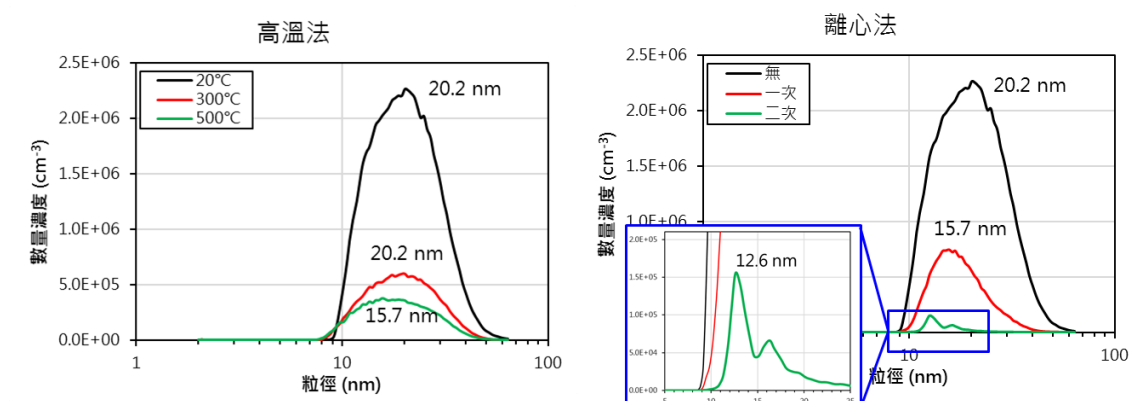 高溫法
2.5E+06
2.0E+06
1.5E+06
1.0E+06
5.0E+05
0.0E+00
數量濃度 (cm-3)
20°C
300°C
500°C
20.2 nm
20.2 nm
15.7 nm
1
10
100
粒徑 (nm)
離心法
2.5E+06
2.0E+06
1.5E+06
1.0E+06
數量濃度 (cm-3)
無
一次
二次
20.2 nm
15.7 nm
10
100
粒徑 (nm)
2.0E+05
1.5E+05
1.0E+05
5.0E+04
0.0E+00
12.6 nm
5
10
15
20
25